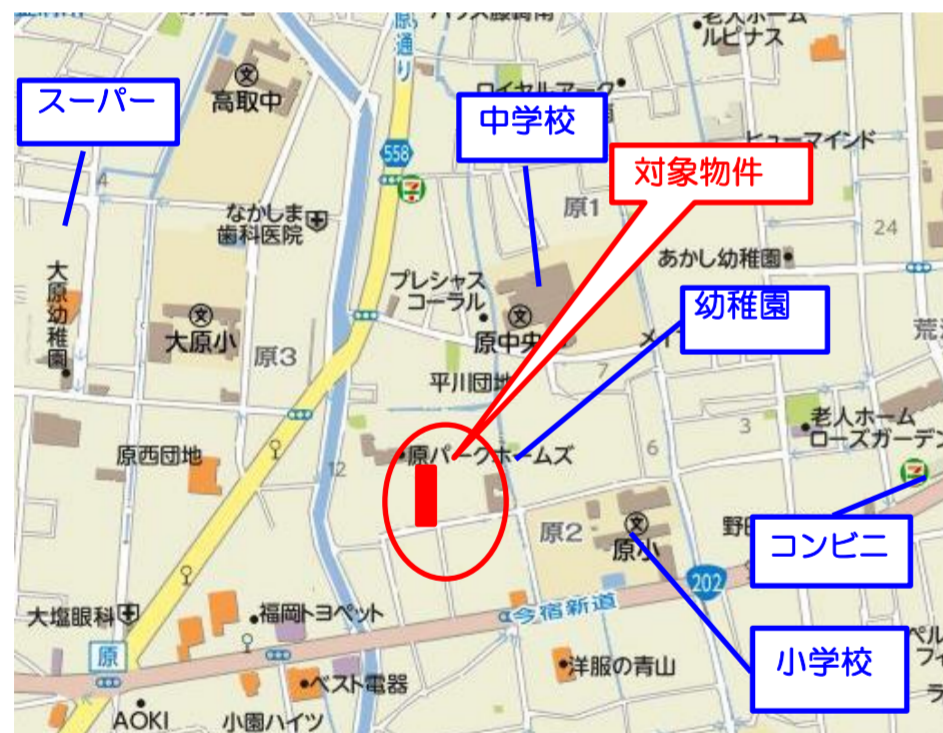 原通り
老人ホーム
ルピナス
高取中
スーパー
中学校
ヒューマインド
558
対象物件
4
なかしま
歯科医院
原1
24
あかし幼稚園
プレシャス
コーラル
大原幼稚園
幼稚園
大原小
原中央
原3
7
平川団地
老人ホーム
ローズガーデン
3
原西団地
12
原パークホームズ
6
原2
原小
コンビニ
202
今宿新道
大塩眼科
福岡トヨペット
原
小学校
洋服の青山
ベスト電器
AOKI
小園ハイツ